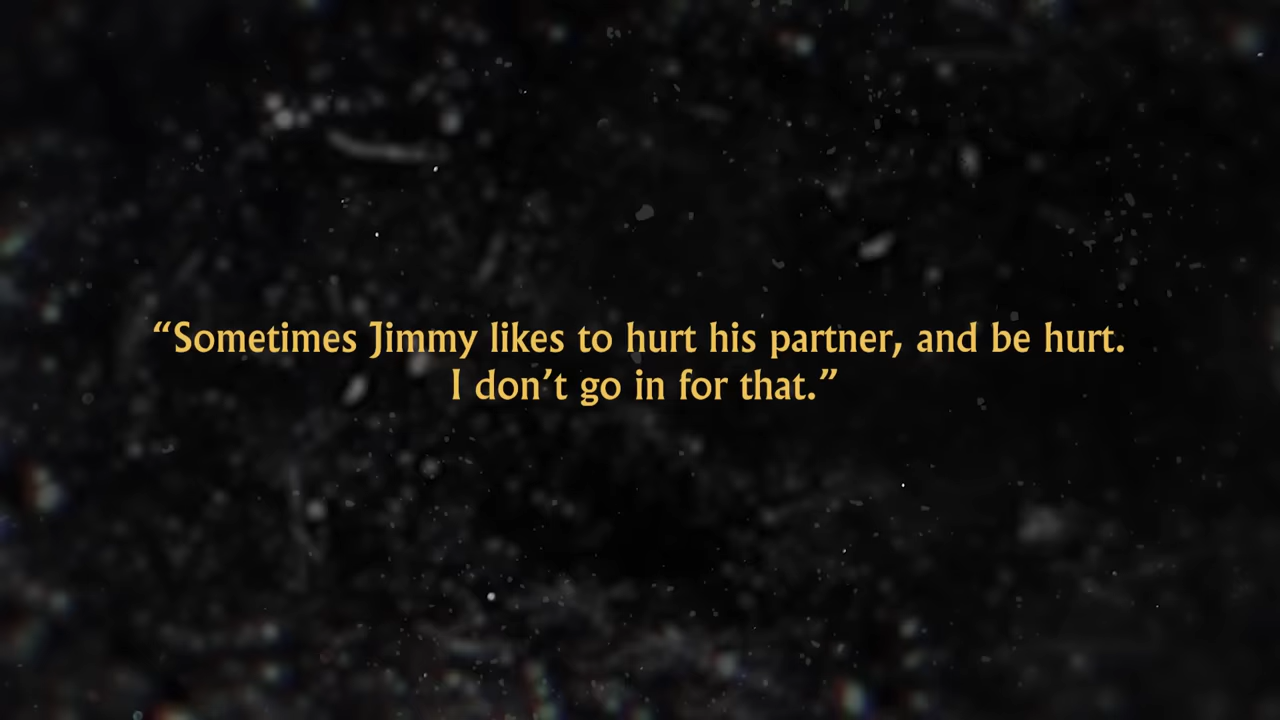 “Sometimes Jimmy likes to hurt his partner, and be hurt.
I don’t go in for that.”